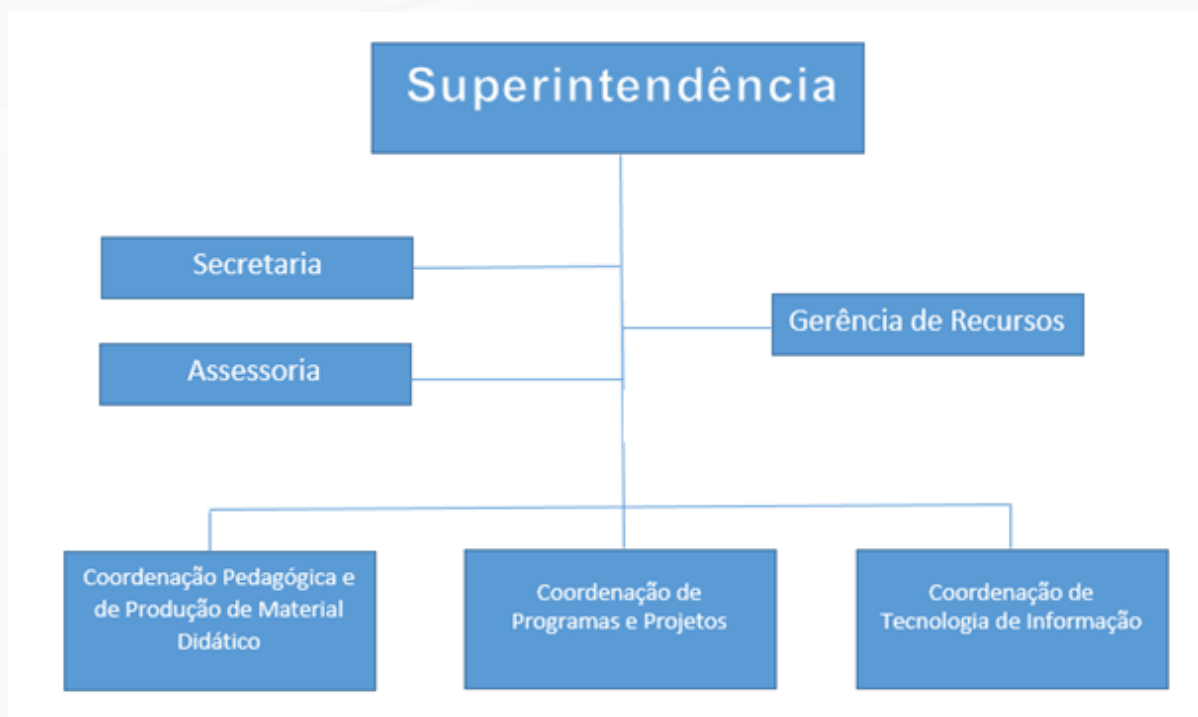 Superintendência
Secretaria
Gerência de Recursos
Assessoria
Coordenação Pedagógica e
de Produção de Material
Didático
Coordenação de
Programas e Projetos
Coordenação de
Tecnologia de Informação